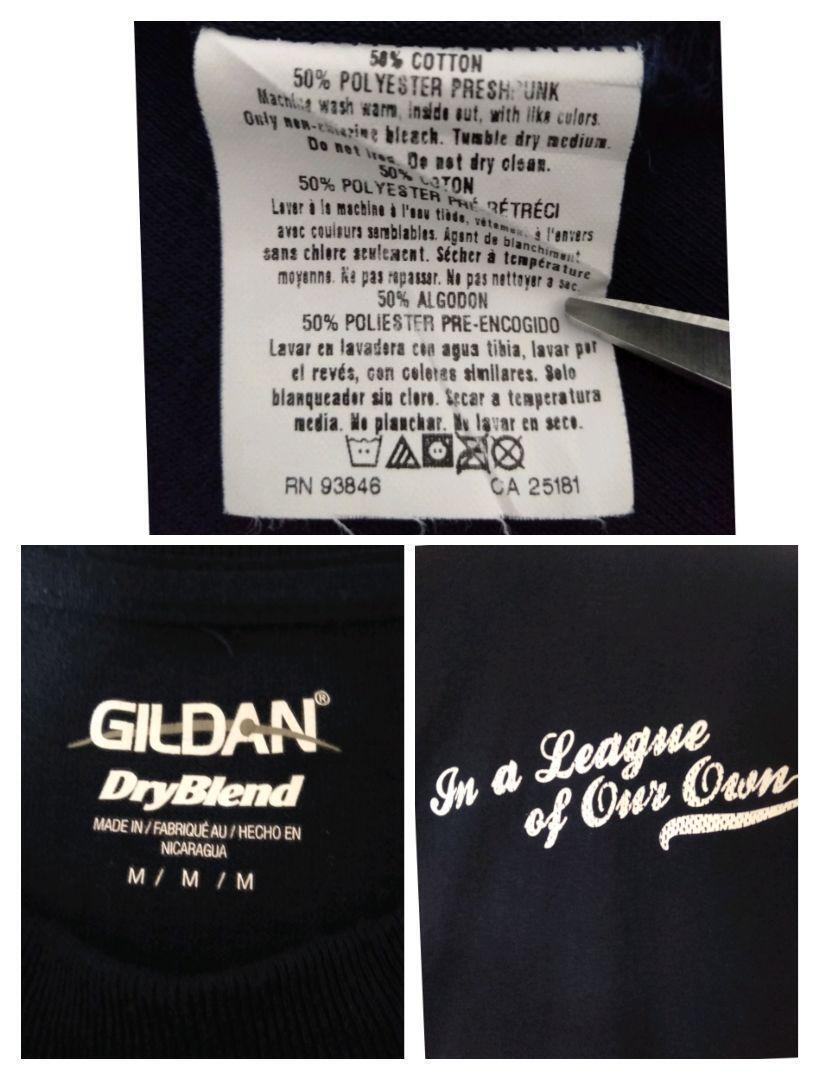 50% COTTON
50% POLYESTER PRESHRUNK
Machine wash warm, inside out, with like colors.
Only non-chlorine bleach. Tumble dry medium.
Do not iron. Do not dry clean.
50% COTON
50% POLYESTER PRÉ-RÉTRÉCI
Laver à la machine à l'eau tiède, vêtement à l'envers
avec couleurs semblables. Agent de blanchiment
sans chlore seulement. Sécher à température
moyenne. Ne pas repasser. Ne pas nettoyer a sec.
50% ALGODON
50% POLIESTER PRE-ENCOGIDO
Lavar en lavadora con agua tibia, lavar por
el revés, con colores similares. Solo
blanqueador sin cloro. Secar a temperatura
media. No planchar. No lavar en seco.
RN 93846 CA 25181
GILDAN®
DryBlend
MADE IN / FABRIQUÉ AU / HECHO EN
NICARAGUA
M / M / M
In a League
of Our Own